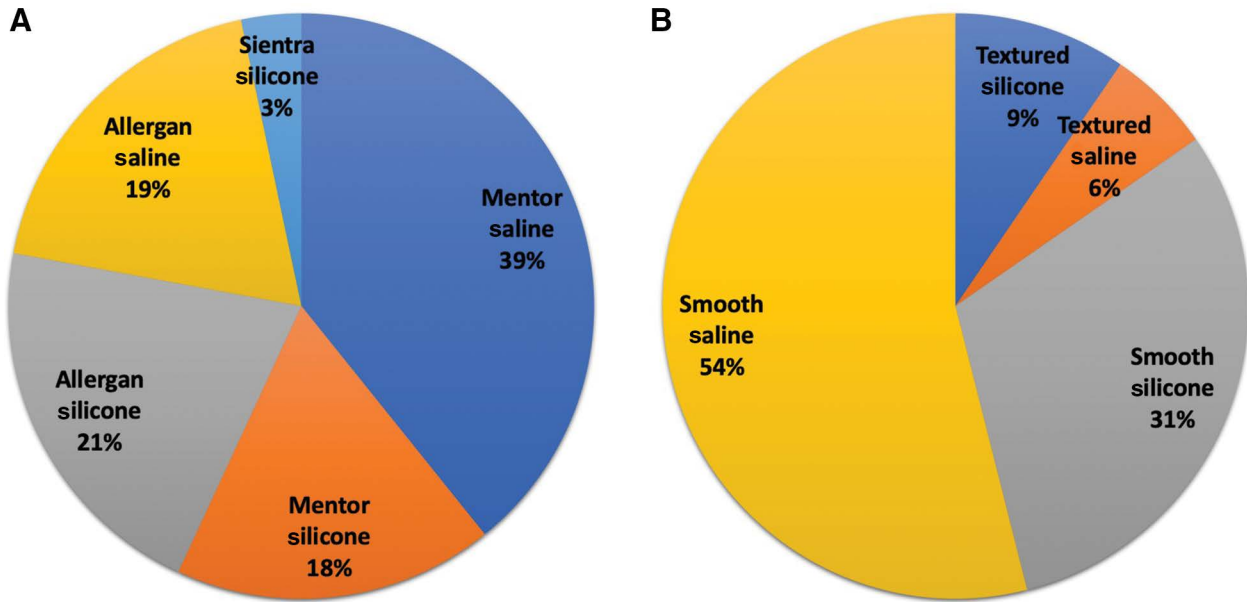 A
Sientra
silicone
3%
Allergan
saline
19%
Mentor
saline
39%
Allergan
silicone
21%
Mentor
silicone
18%
B
Textured
silicone
9%
Textured
saline
6%
Smooth
saline
54%
Smooth
silicone
31%